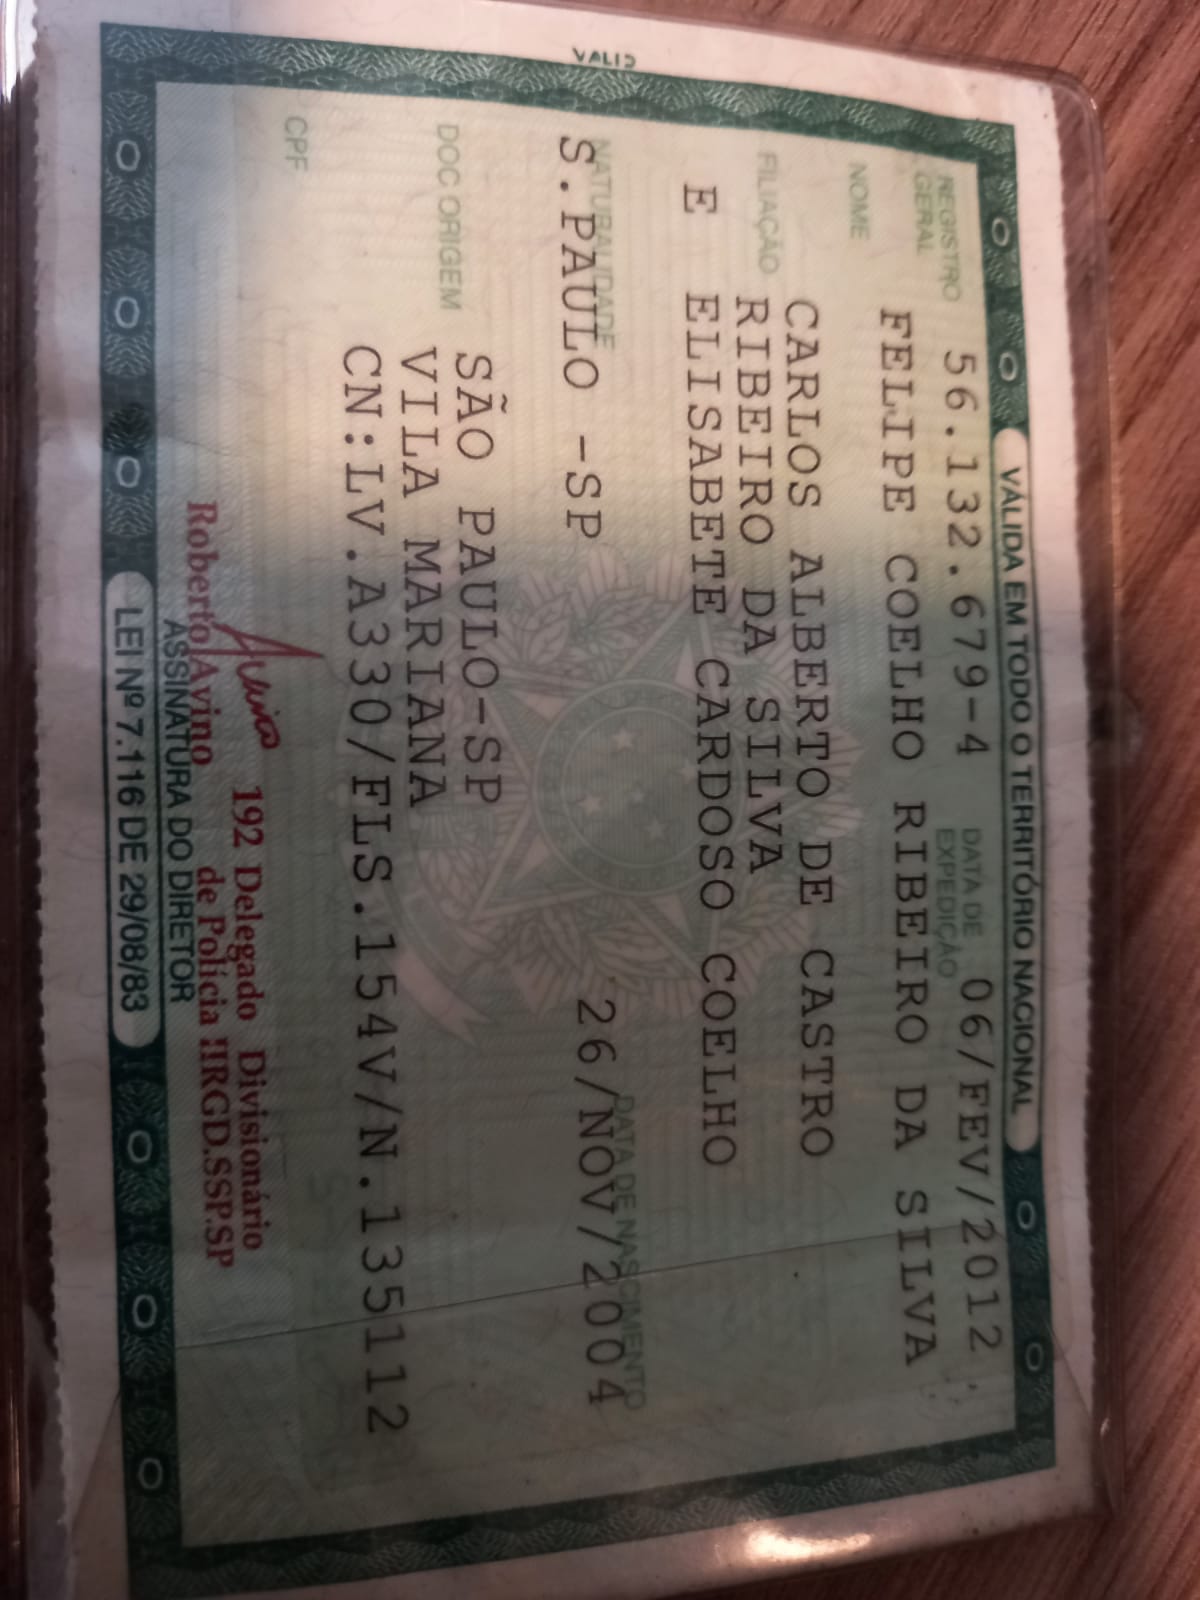 VALID
VÁLIDA EM TODO O TERRITÓRIO NACIONAL
REGISTRO GERAL 56.132.679-4 DATA DE EXPEDIÇÃO 06/FEV/2012
NOME FELIPE COELHO RIBEIRO DA SILVA
FILIAÇÃO CARLOS ALBERTO DE CASTRO
RIBEIRO DA SILVA
E ELISABETE CARDOSO COELHO
NATURALIDADE DATA DE NASCIMENTO
S.PAULO -SP 26/NOV/2004
DOC ORIGEM SÃO PAULO-SP
VILA MARIANA
CN:LV.A330/FLS.154V/N.135112
CPF
192 Delegado Divisionário
Roberto Avino de Polícia IIRGD.SSP.SP
ASSINATURA DO DIRETOR
LEI Nº 7.116 DE 29/08/83